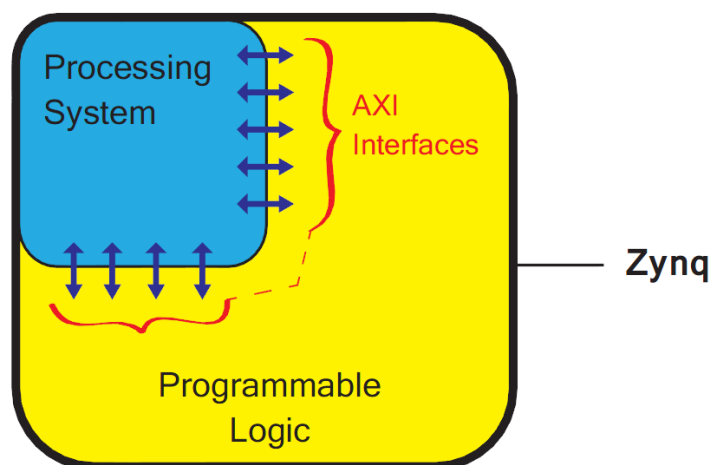 Processing
System
AXI
Interfaces
Zynq
Programmable
Logic